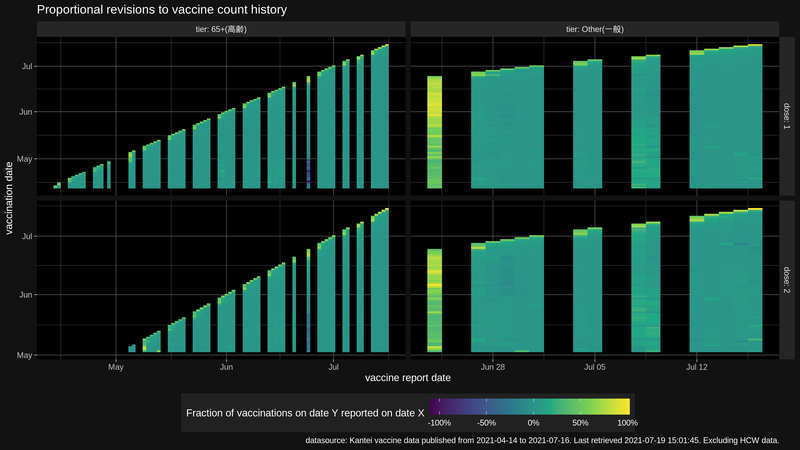 Proportional revisions to vaccine count history
tier: 65+(高齢)
tier: Other(一般)
Jul
Jun
May
dose: 1
vaccination date
Jul
Jun
May
dose: 2
May
Jun
Jul
Jun 28
Jul 05
Jul 12
vaccine report date
Fraction of vaccinations on date Y reported on date X
-100%
-50%
0%
50%
100%
datasource: Kantei vaccine data published from 2021-04-14 to 2021-07-16. Last retrieved 2021-07-19 15:01:45. Excluding HCW data.